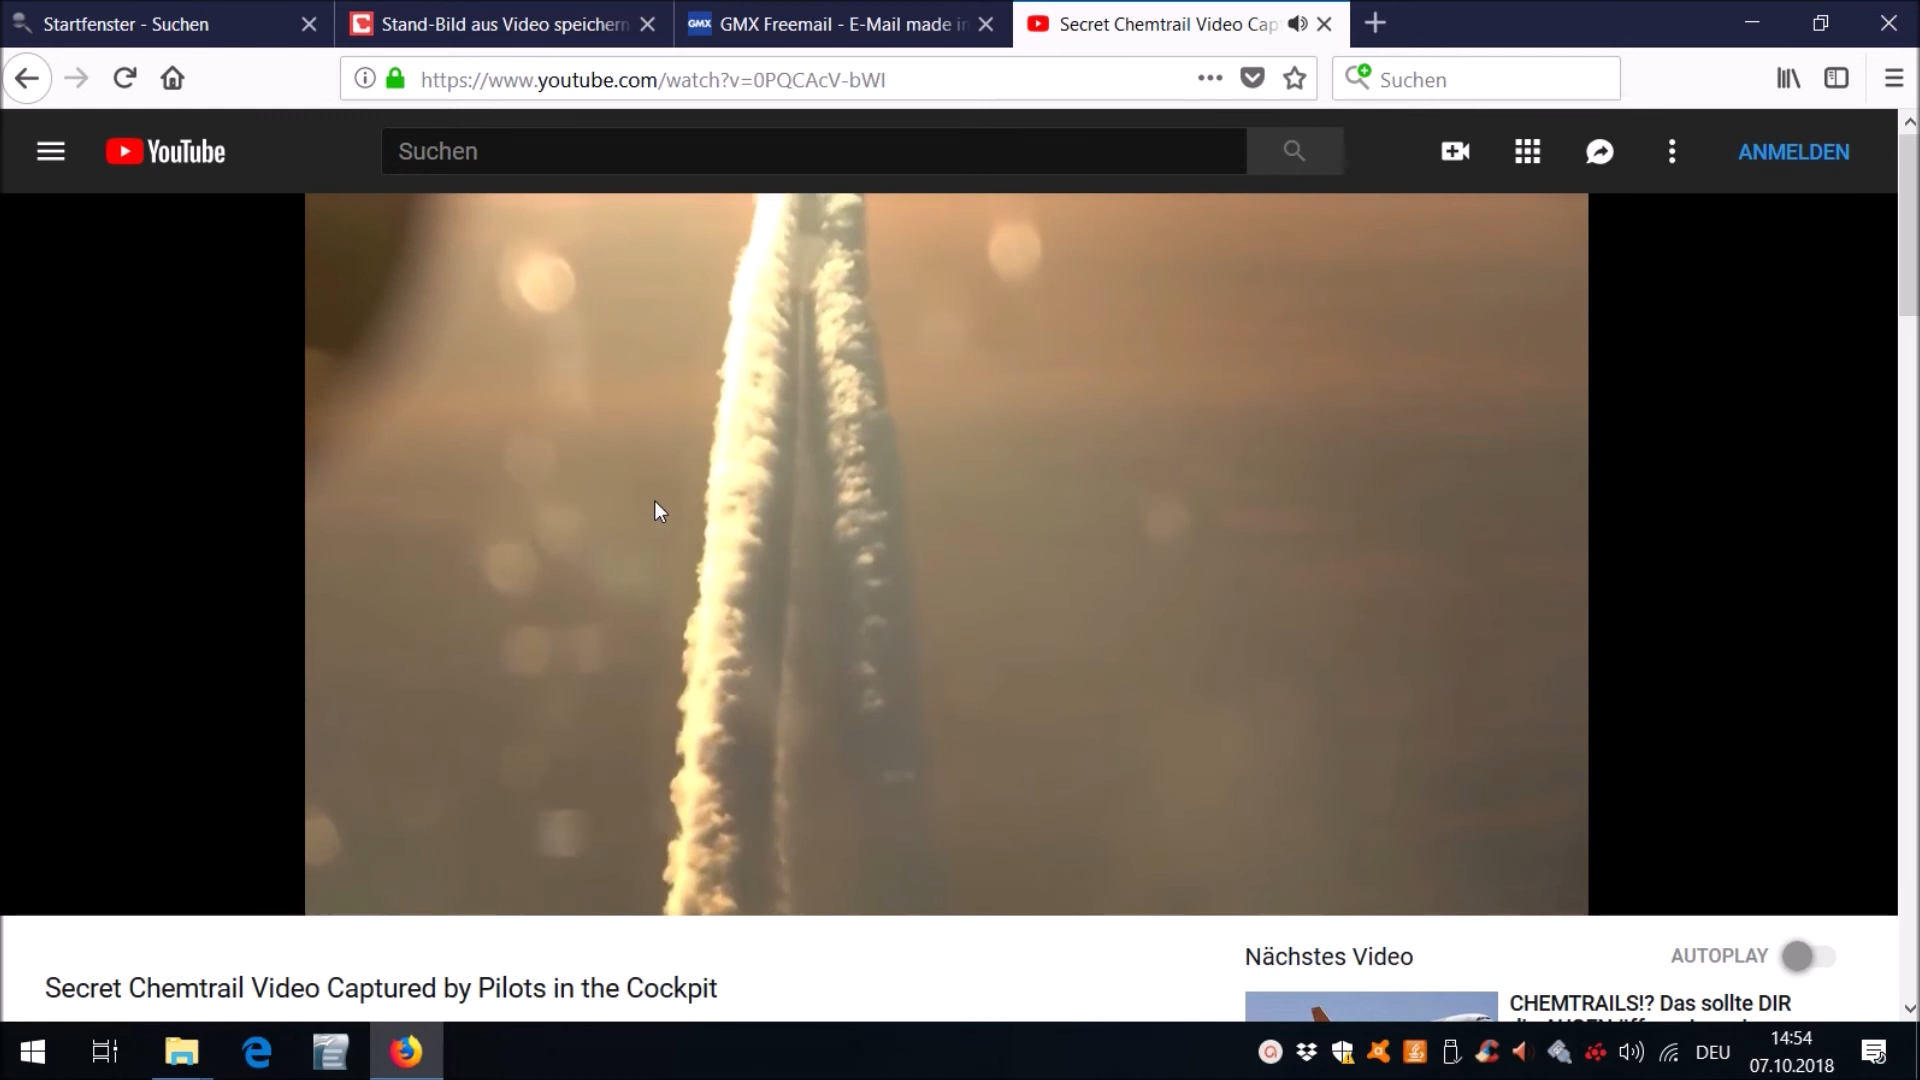 Startfenster - Suchen
Stand-Bild aus Video speichern
GMX GMX Freemail - E-Mail made in
Secret Chemtrail Video Cap
https://www.youtube.com/watch?v=0PQCAcV-bWI
Suchen
YouTube
Suchen
ANMELDEN
Nächstes Video
AUTOPLAY
Secret Chemtrail Video Captured by Pilots in the Cockpit
CHEMTRAILS!? Das sollte DIR
DEU
14:54
07.10.2018